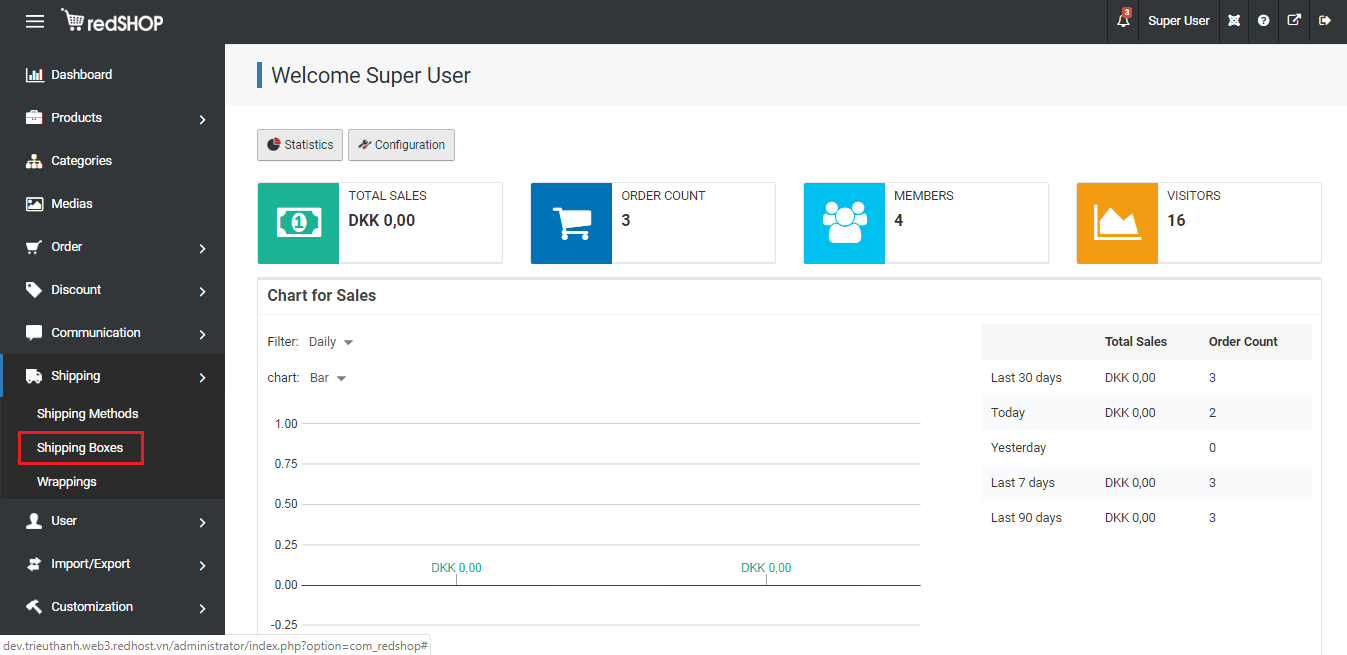 redSHOP
3
Super User
Dashboard
Products
Categories
Medias
Order
Discount
Communication
Shipping
Shipping Methods
Shipping Boxes
Wrappings
User
Import/Export
Customization
Welcome Super User
Statistics
Configuration
TOTAL SALES
DKK 0,00
ORDER COUNT
3
MEMBERS
4
VISITORS
16
Chart for Sales
Filter: Daily
chart: Bar
1.00
0.75
0.50
0.25
0.00
-0.25
DKK 0,00 DKK 0,00
Total Sales Order Count
Last 30 days DKK 0,00 3
Today DKK 0,00 2
Yesterday 0
Last 7 days DKK 0,00 3
Last 90 days DKK 0,00 3
dev.trieuthanh.web3.redhost.vn/administrator/index.php?option=com_redshop#